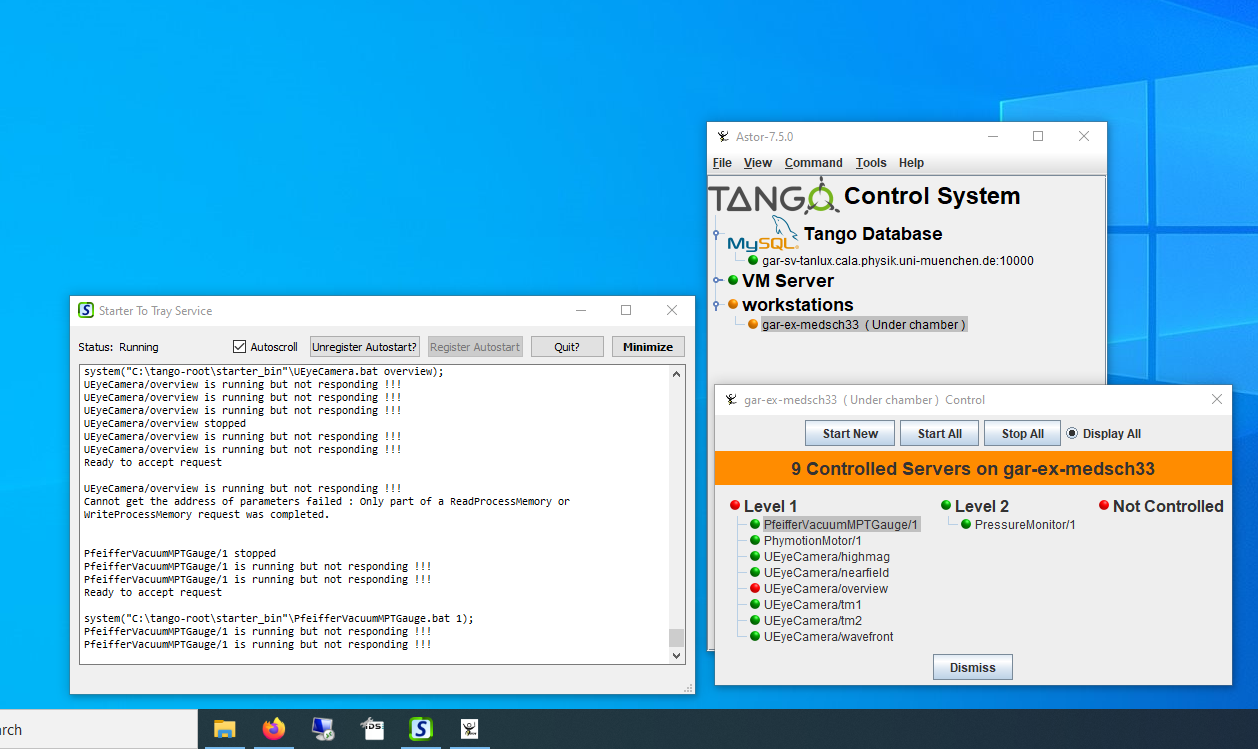 Astor-7.5.0
File View Command Tools Help
TANGO Control System
MySQL Tango Database
gar-sv-tanlux.cala.physik.uni-muenchen.de:10000
VM Server
workstations
gar-ex-medsch33 ( Under chamber )
Starter To Tray Service
Status: Running Autoscroll Unregister Autostart? Register Autostart Quit? Minimize
system("C:\tango-root\starter_bin"\UEyeCamera.bat overview);
UEyeCamera/overview is running but not responding !!!
UEyeCamera/overview is running but not responding !!!
UEyeCamera/overview is running but not responding !!!
UEyeCamera/overview stopped
UEyeCamera/overview is running but not responding !!!
UEyeCamera/overview is running but not responding !!!
Ready to accept request
UEyeCamera/overview is running but not responding !!!
Cannot get the address of parameters failed : Only part of a ReadProcessMemory or
WriteProcessMemory request was completed.
PfeifferVacuumMPTGauge/1 stopped
PfeifferVacuumMPTGauge/1 is running but not responding !!!
PfeifferVacuumMPTGauge/1 is running but not responding !!!
Ready to accept request
system("C:\tango-root\starter_bin"\PfeifferVacuumMPTGauge.bat 1);
PfeifferVacuumMPTGauge/1 is running but not responding !!!
PfeifferVacuumMPTGauge/1 is running but not responding !!!
gar-ex-medsch33 ( Under chamber ) Control
Start New Start All Stop All Display All
9 Controlled Servers on gar-ex-medsch33
Level 1
PfeifferVacuumMPTGauge/1
PhymotionMotor/1
UEyeCamera/highmag
UEyeCamera/nearfield
UEyeCamera/overview
UEyeCamera/tm1
UEyeCamera/tm2
UEyeCamera/wavefront
Level 2
PressureMonitor/1
Not Controlled
Dismiss
rch
iDS
S